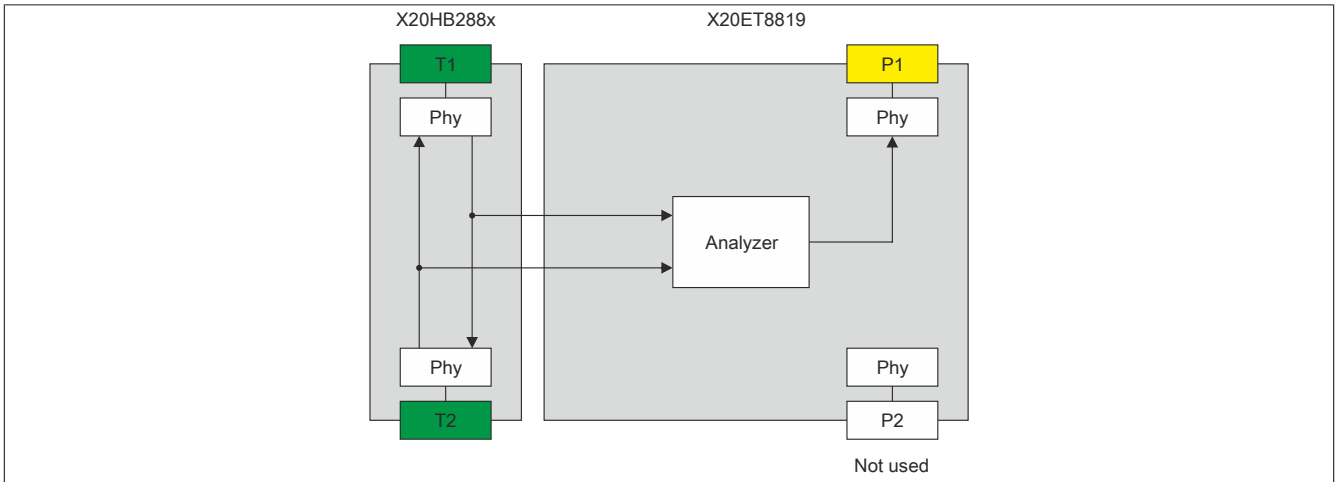 X20HB288x
X20ET8819
T1
P1
Phy
Phy
Analyzer
Phy
Phy
T2
P2
Not used